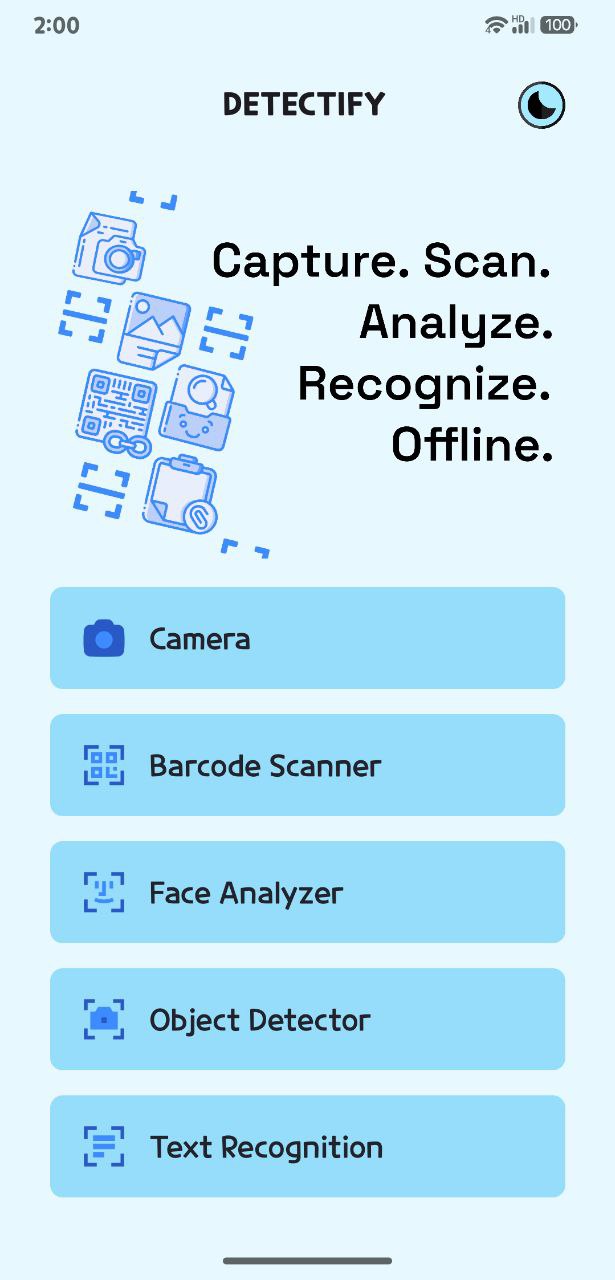 2:00
HD
100
DETECTIFY
Capture. Scan.
Analyze.
Recognize.
Offline.
Camera
Barcode Scanner
Face Analyzer
Object Detector
Text Recognition